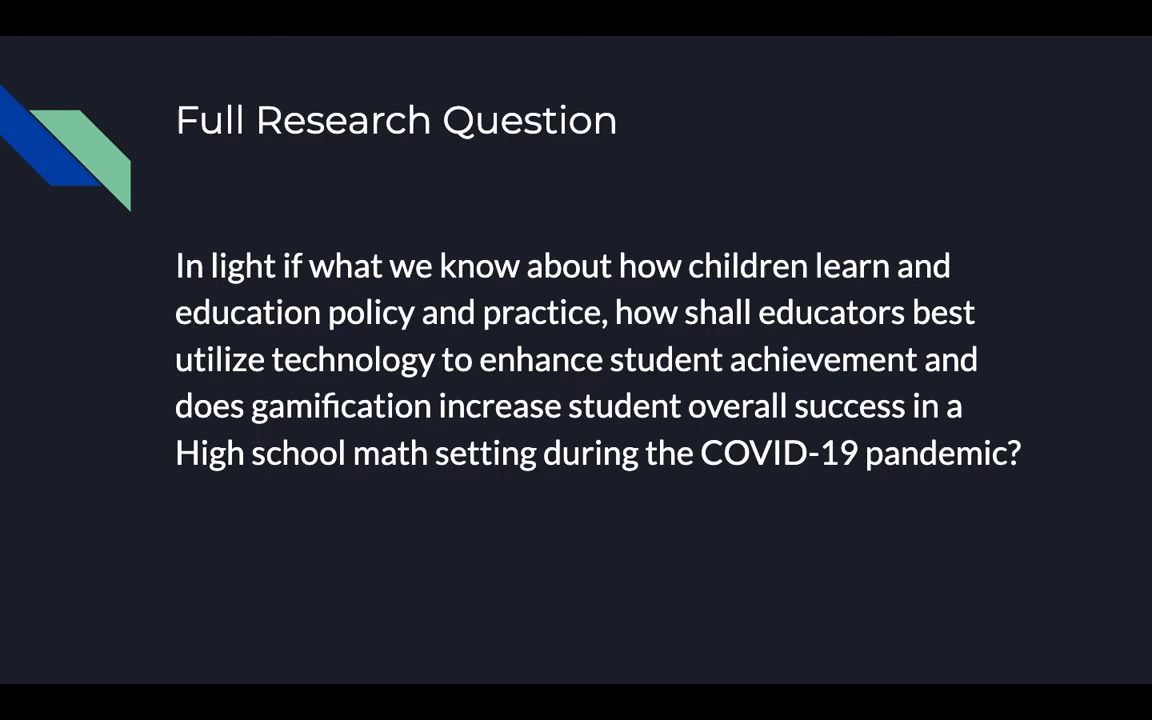 Full Research Question
In light if what we know about how children learn and
education policy and practice, how shall educators best
utilize technology to enhance student achievement and
does gamification increase student overall success in a
High school math setting during the COVID-19 pandemic?